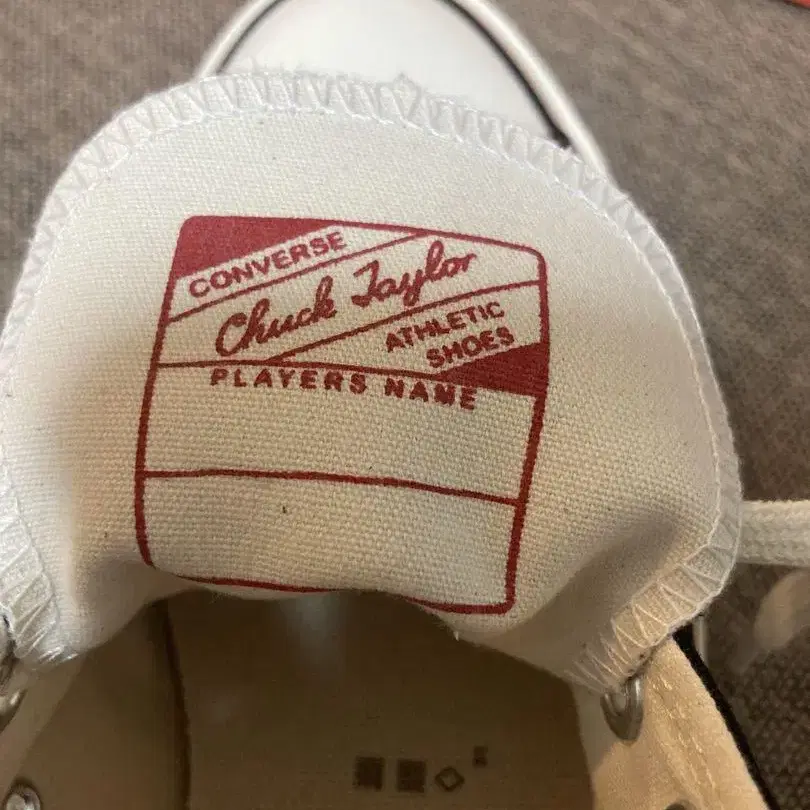 CONVERSE
Chuck Taylor
ATHLETIC
SHOES
PLAYERS NAME